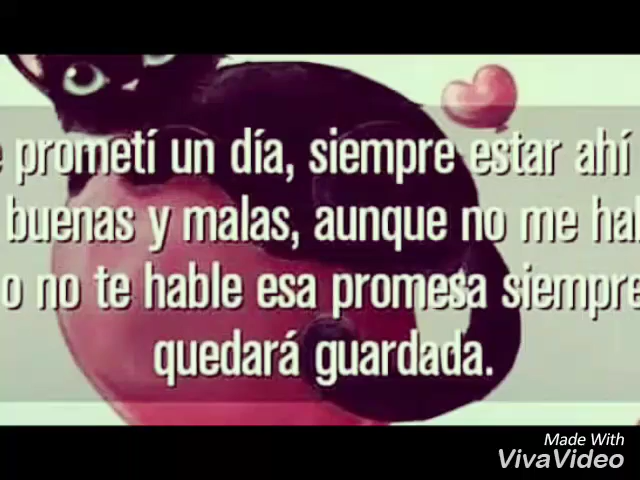 prometí un día, siempre estar ahí
buenas y malas, aunque no me
o no te hable esa promesa siempre
quedará guardada.
Made With
VivaVideo